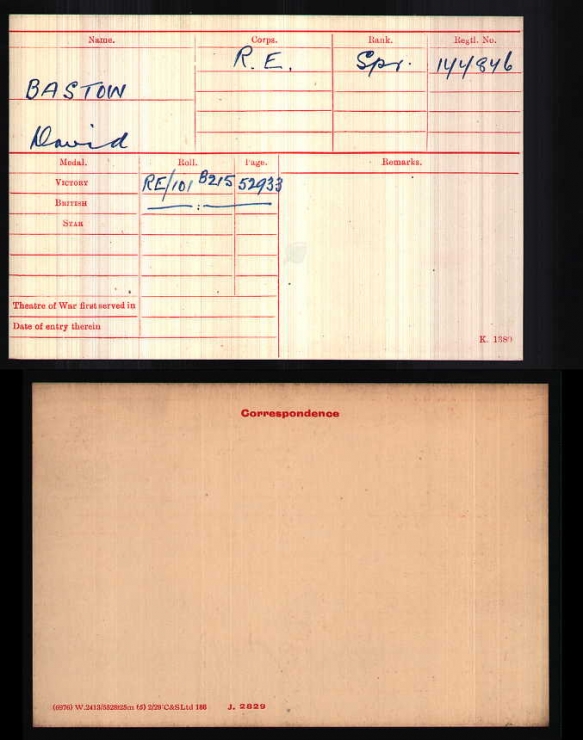 Name. Corps. Rank. Regtl. No.
BASTOW R.E. Spr. 144846
David
Medal. Roll. Page. Remarks.
VICTORY RE/101 B215 52933
BRITISH — : —
STAR
Theatre of War first served in
Date of entry therein
K. 1380
Correspondence
J. 2829